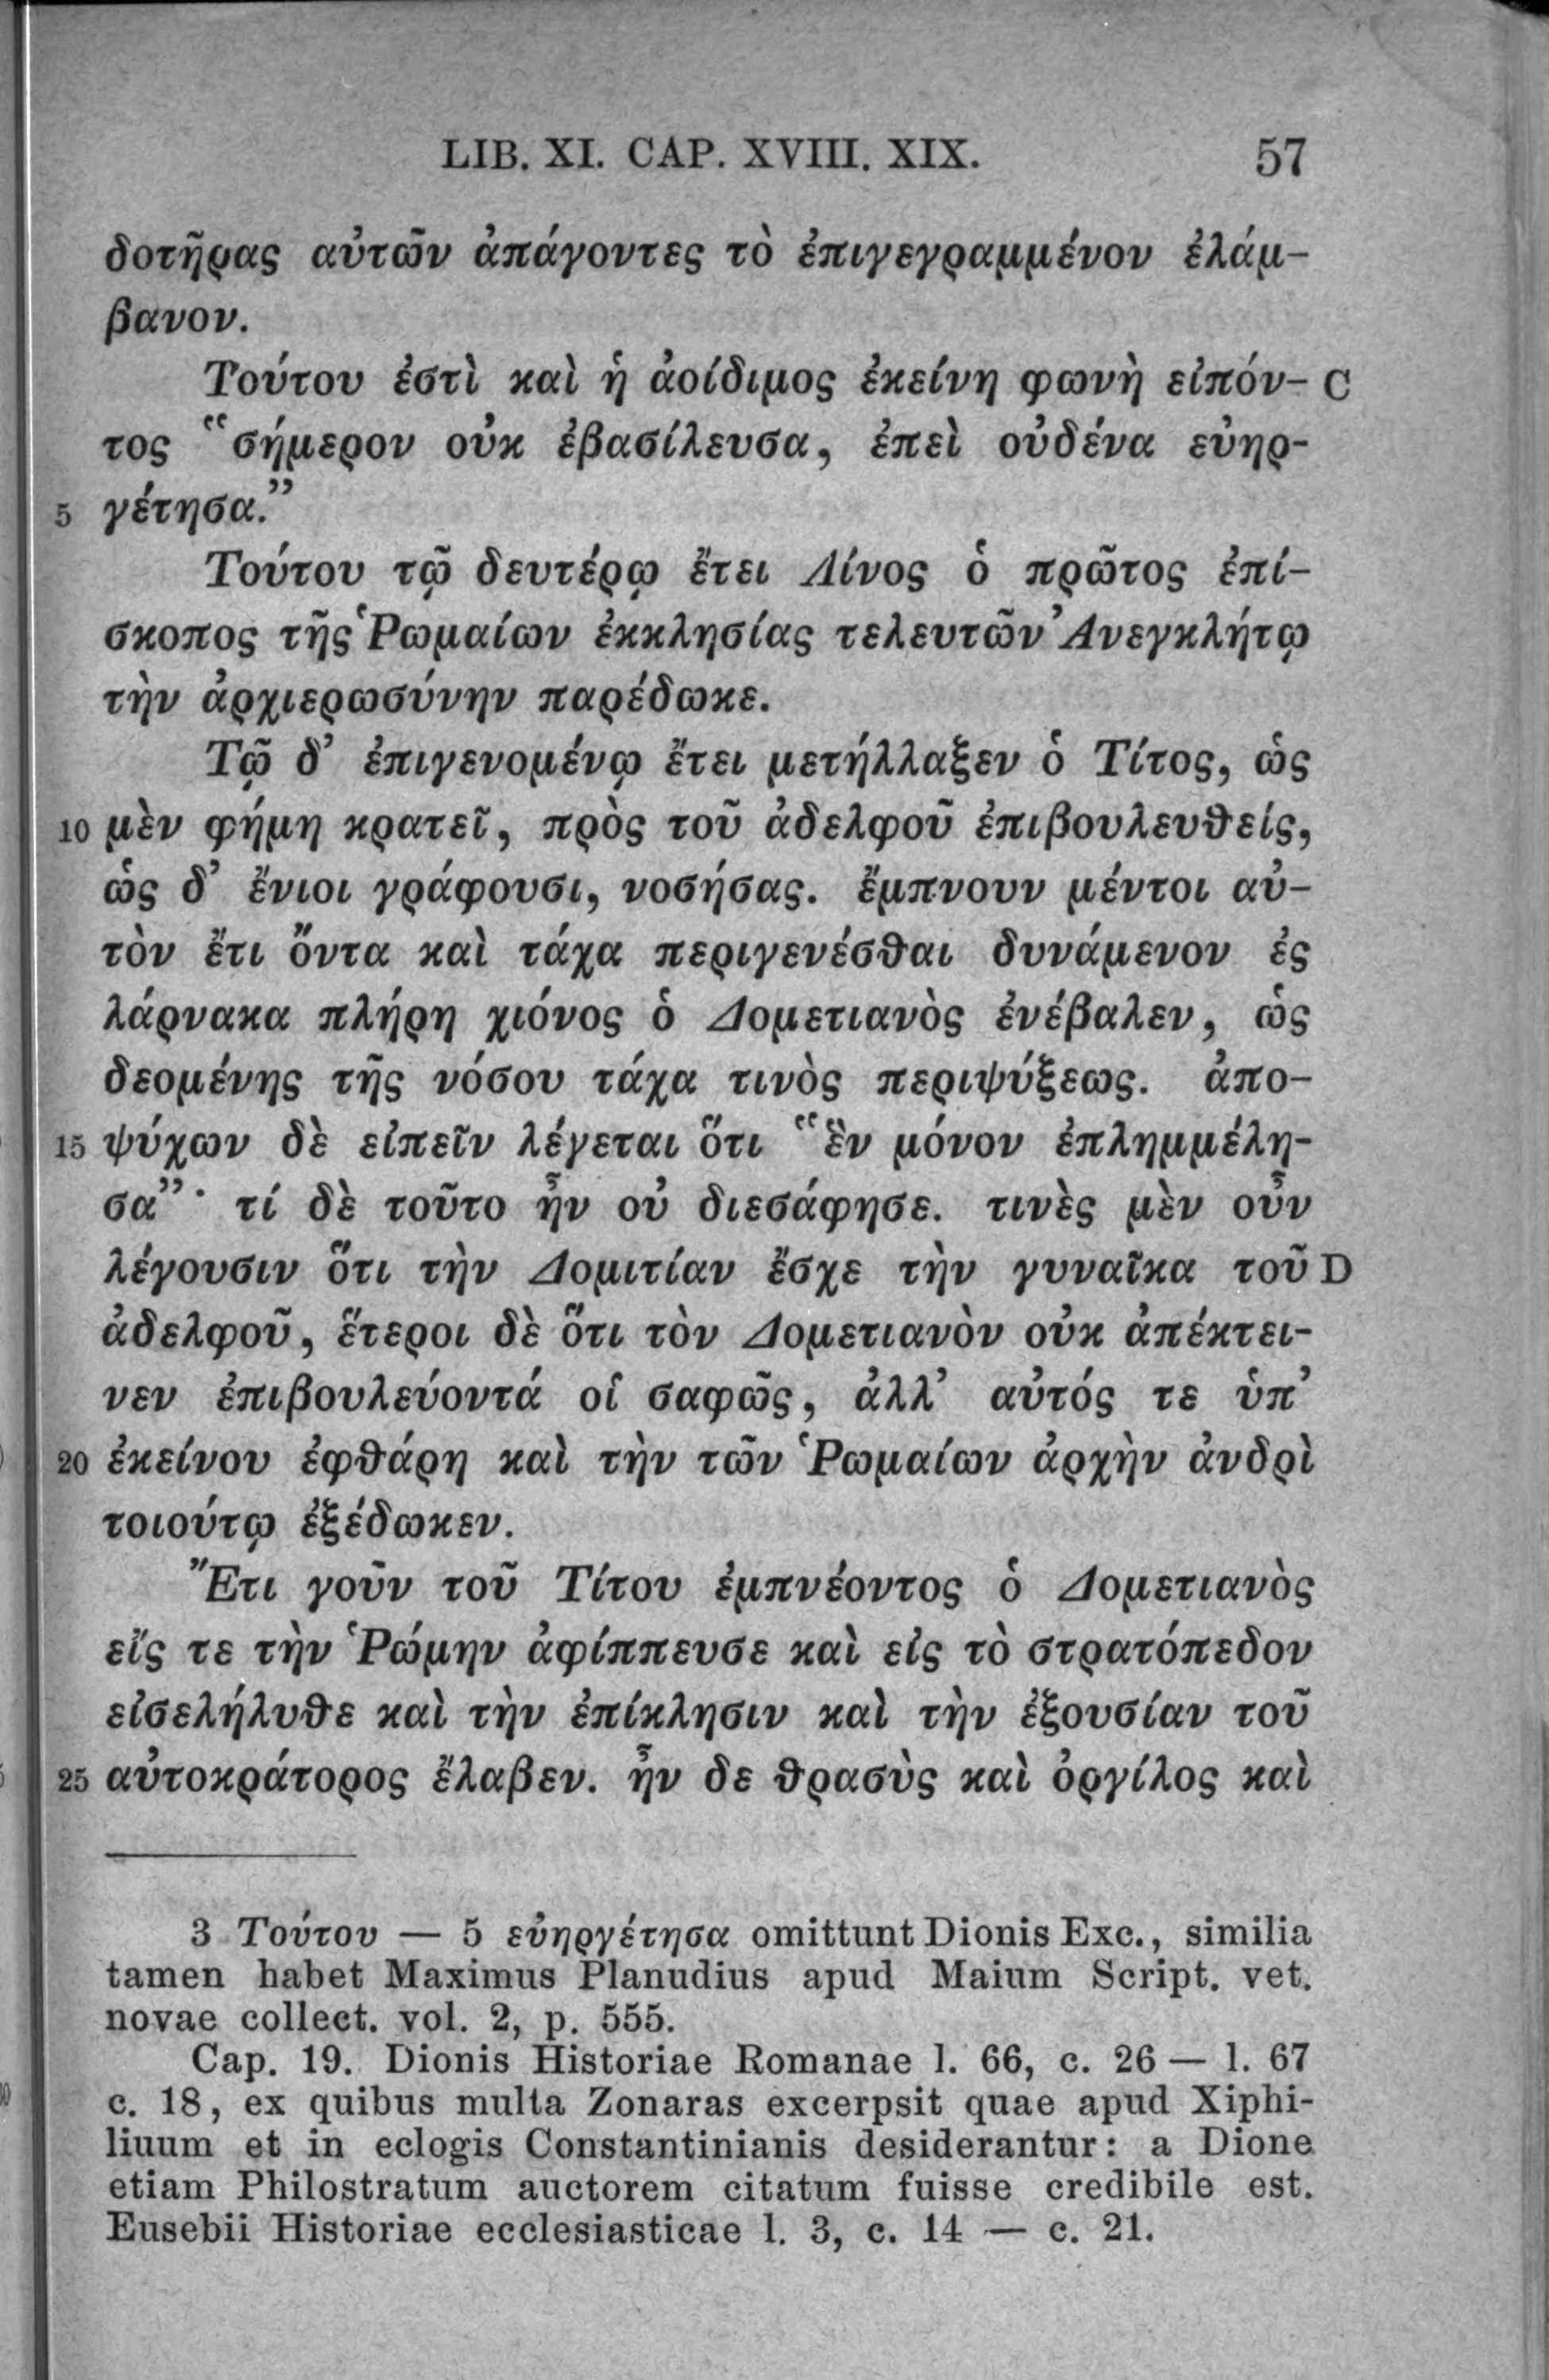 LIB. XI. CAP. XVIII. XIX. 57
δοτῆρας αὐτῶν ἀπάγοντες τὸ ἐπιγεγραμμένον ἐλάμ-
βανον.
Τούτου ἐστὶ καὶ ἡ ἀοίδιμος ἐκείνη φωνὴ εἰπόν- C
τος "σήμερον οὐκ ἐβασίλευσα, ἐπεὶ οὐδένα εὐηρ-
5 γέτησα."
Τούτου τῷ δευτέρῳ ἔτει Λίνος ὁ πρῶτος ἐπί-
σκοπος τῆς Ῥωμαίων ἐκκλησίας τελευτῶν Ἀνεγκλήτῳ
τὴν ἀρχιερωσύνην παρέδωκε.
Τῷ δ' ἐπιγενομένῳ ἔτει μετήλλαξεν ὁ Τίτος, ὡς
10 μὲν φήμη κρατεῖ, πρὸς τοῦ ἀδελφοῦ ἐπιβουλευθείς,
ὡς δ' ἔνιοι γράφουσι, νοσήσας. ἔμπνουν μέντοι αὐ-
τὸν ἔτι ὄντα καὶ τάχα περιγενέσθαι δυνάμενον ἐς
λάρνακα πλήρη χιόνος ὁ Δομετιανὸς ἐνέβαλεν, ὡς
δεομένης τῆς νόσου τάχα τινὸς περιψύξεως. ἀπο-
15 ψύχων δὲ εἰπεῖν λέγεται ὅτι "ἓν μόνον ἐπλημμέλη-
σα"· τί δὲ τοῦτο ἦν οὐ διεσάφησε. τινὲς μὲν οὖν
λέγουσιν ὅτι τὴν Δομιτίαν ἔσχε τὴν γυναῖκα τοῦ D
ἀδελφοῦ, ἕτεροι δὲ ὅτι τὸν Δομετιανὸν οὐκ ἀπέκτει-
νεν ἐπιβουλεύοντά οἱ σαφῶς, ἀλλ' αὐτός τε ὑπ'
20 ἐκείνου ἐφθάρη καὶ τὴν τῶν Ῥωμαίων ἀρχὴν ἀνδρὶ
τοιούτῳ ἐξέδωκεν.
Ἔτι γοῦν τοῦ Τίτου ἐμπνέοντος ὁ Δομετιανὸς
εἴς τε τὴν Ῥώμην ἀφίππευσε καὶ εἰς τὸ στρατόπεδον
εἰσελήλυθε καὶ τὴν ἐπίκλησιν καὶ τὴν ἐξουσίαν τοῦ
25 αὐτοκράτορος ἔλαβεν. ἦν δε θρασὺς καὶ ὀργίλος καὶ
3 Τούτου — 5 εὐηργέτησα omittunt Dionis Exc., similia
tamen habet Maximus Planudius apud Maium Script. vet.
novae collect. vol. 2, p. 555.
Cap. 19. Dionis Historiae Romanae l. 66, c. 26 — l. 67
c. 18, ex quibus multa Zonaras excerpsit quae apud Xiphi-
liuum et in eclogis Constantinianis desiderantur: a Dione
etiam Philostratum auctorem citatum fuisse credibile est.
Eusebii Historiae ecclesiasticae l. 3, c. 14 — c. 21.